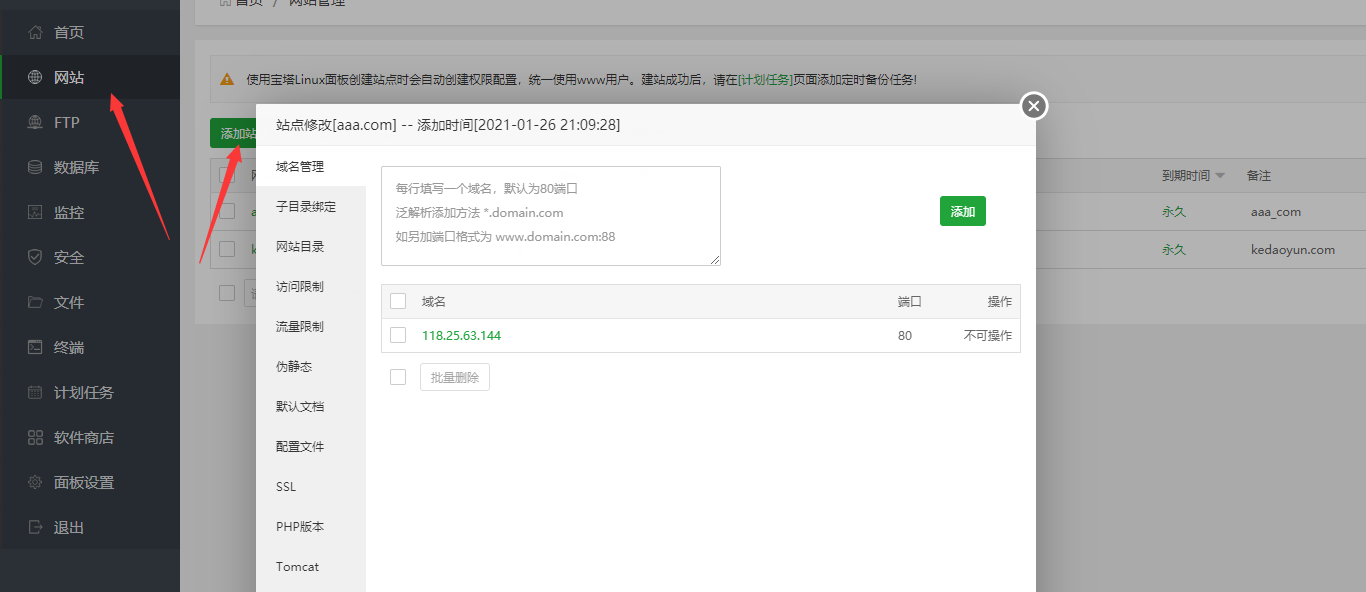 首页 / 网站管理
首页
网站
FTP
数据库
监控
安全
文件
终端
计划任务
软件商店
面板设置
退出
使用宝塔Linux面板创建站点时会自动创建权限配置，统一使用www用户。建站成功后，请在[计划任务]页面添加定时备份任务!
添加站
到期时间
备注
永久
aaa_com
永久
kedaoyun.com
站点修改[aaa.com] -- 添加时间[2021-01-26 21:09:28]
域名管理
子目录绑定
网站目录
访问限制
流量限制
伪静态
默认文档
配置文件
SSL
PHP版本
Tomcat
每行填写一个域名，默认为80端口
泛解析添加方法 *.domain.com
如另加端口格式为 www.domain.com:88
添加
域名
端口
操作
118.25.63.144
80
不可操作
批量删除